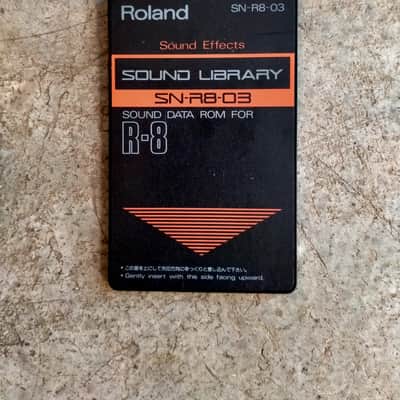 Roland SN-R8-03
Sound Effects
SOUND LIBRARY
SN-R8-03
SOUND DATA ROM FOR
R-8
• Gently insert with this side facing upward.